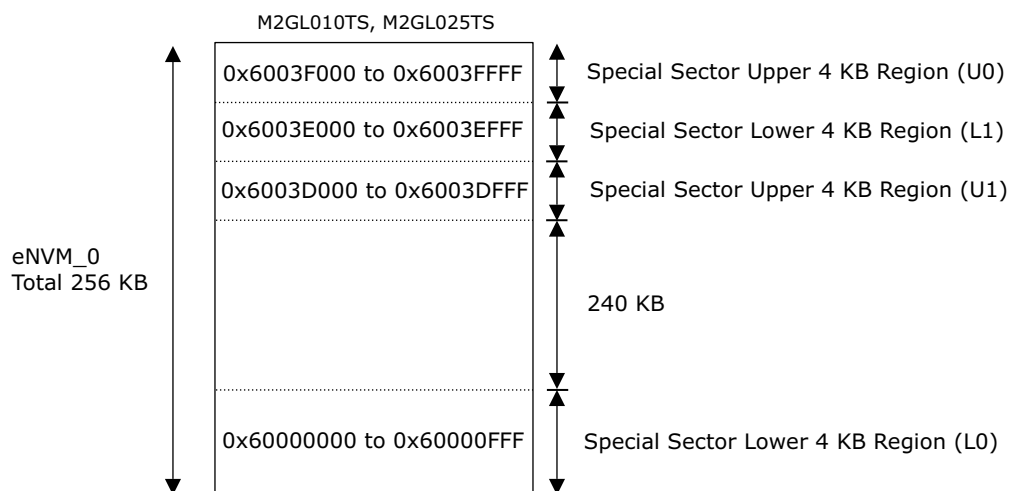 M2GL010TS, M2GL025TS
0x6003F000 to 0x6003FFFF
Special Sector Upper 4 KB Region (U0)
0x6003E000 to 0x6003EFFF
Special Sector Lower 4 KB Region (L1)
0x6003D000 to 0x6003DFFF
Special Sector Upper 4 KB Region (U1)
eNVM_0
Total 256 KB
240 KB
0x60000000 to 0x60000FFF
Special Sector Lower 4 KB Region (L0)